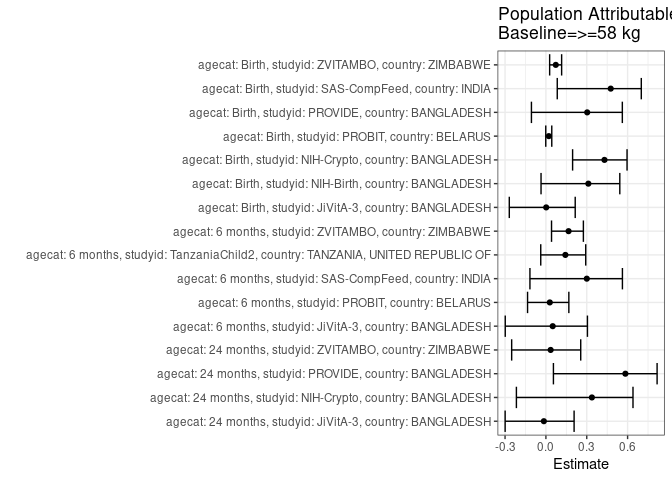 Population Attributable
Baseline=>=58 kg
agecat: Birth, studyid: ZVITAMBO, country: ZIMBABWE
agecat: Birth, studyid: SAS-CompFeed, country: INDIA
agecat: Birth, studyid: PROVIDE, country: BANGLADESH
agecat: Birth, studyid: PROBIT, country: BELARUS
agecat: Birth, studyid: NIH-Crypto, country: BANGLADESH
agecat: Birth, studyid: NIH-Birth, country: BANGLADESH
agecat: Birth, studyid: JiVitA-3, country: BANGLADESH
agecat: 6 months, studyid: ZVITAMBO, country: ZIMBABWE
agecat: 6 months, studyid: TanzaniaChild2, country: TANZANIA, UNITED REPUBLIC OF
agecat: 6 months, studyid: SAS-CompFeed, country: INDIA
agecat: 6 months, studyid: PROBIT, country: BELARUS
agecat: 6 months, studyid: JiVitA-3, country: BANGLADESH
agecat: 24 months, studyid: ZVITAMBO, country: ZIMBABWE
agecat: 24 months, studyid: PROVIDE, country: BANGLADESH
agecat: 24 months, studyid: NIH-Crypto, country: BANGLADESH
agecat: 24 months, studyid: JiVitA-3, country: BANGLADESH
-0.3 0.0 0.3 0.6
Estimate